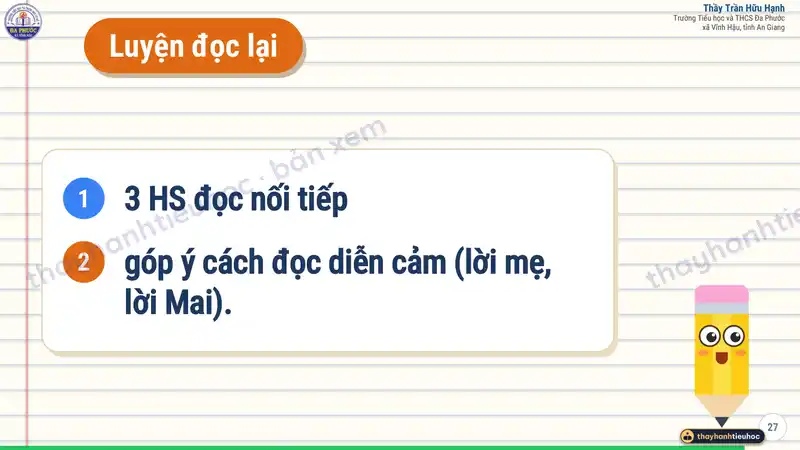 ĐA PHƯỚC
Luyện đọc lại
Thầy Trần Hữu Hạnh
Trường Tiểu học và THCS Đa Phước
xã Vĩnh Hậu, tỉnh An Giang
thayhanhtieuhoc · bản xem
1 3 HS đọc nối tiếp
2 góp ý cách đọc diễn cảm (lời mẹ,
lời Mai).
thayhanhtieuhoc
27